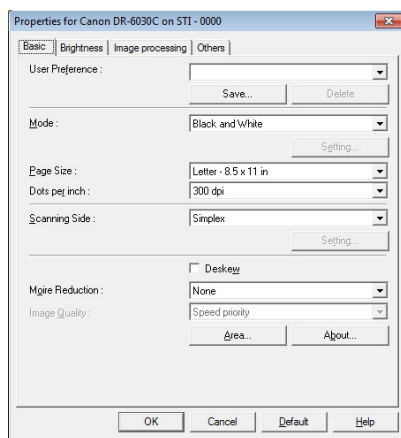 Properties for Canon DR-6030C on STI - 0000
Basic Brightness Image processing Others
User Preference :
Save... Delete
Mode : Black and White
Setting...
Page Size : Letter - 8.5 x 11 in
Dots per inch : 300 dpi
Scanning Side : Simplex
Setting...
Deskew
Moire Reduction : None
Image Quality : Speed priority
Area... About...
OK Cancel Default Help